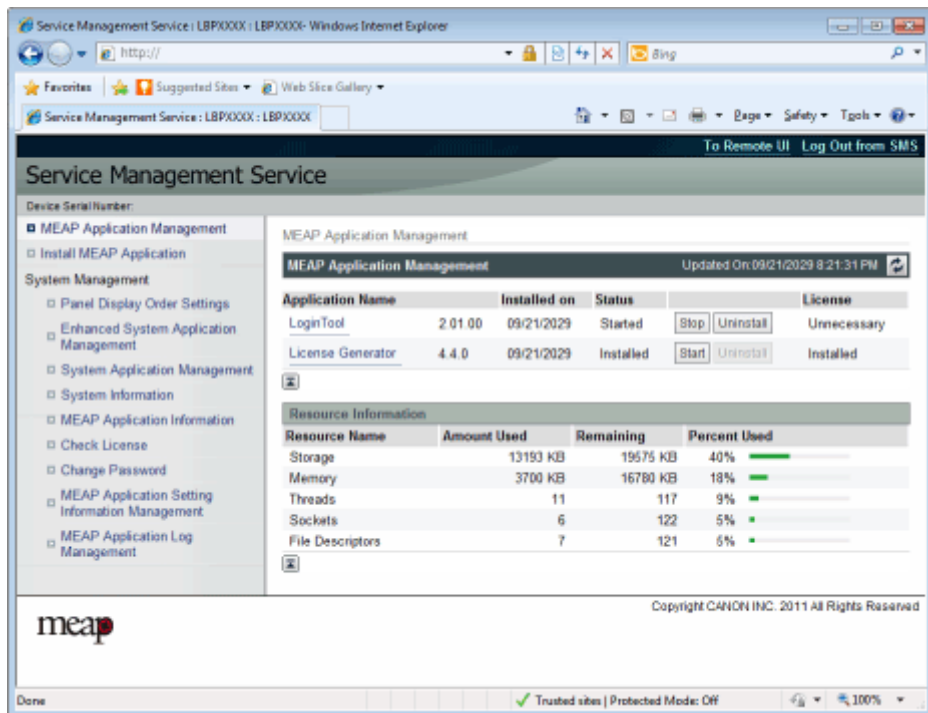 Service Management Service : LBPXXXX : LBPXXXX- Windows Internet Explorer
http://
Bing
Favorites Suggested Sites Web Slice Gallery
Service Management Service : LBPXXXX : LBPXXXX
Page Safety Tools
To Remote UI Log Out from SMS
Service Management Service
Device Serial Number:
MEAP Application Management
Install MEAP Application
System Management
Panel Display Order Settings
Enhanced System Application
Management
System Application Management
System Information
MEAP Application Information
Check License
Change Password
MEAP Application Setting
Information Management
MEAP Application Log
Management
MEAP Application Management
MEAP Application Management Updated On:09/21/2029 8:21:31 PM
Application Name Installed on Status License
LoginTool 2.01.00 09/21/2029 Started Stop Uninstall Unnecessary
License Generator 4.4.0 09/21/2029 Installed Start Uninstall Installed
Resource Information
Resource Name Amount Used Remaining Percent Used
Storage 13193 KB 19575 KB 40%
Memory 3700 KB 16780 KB 18%
Threads 11 117 9%
Sockets 6 122 5%
File Descriptors 7 121 6%
Copyright CANON INC. 2011 All Rights Reserved
meap
Done Trusted sites | Protected Mode: Off 100%